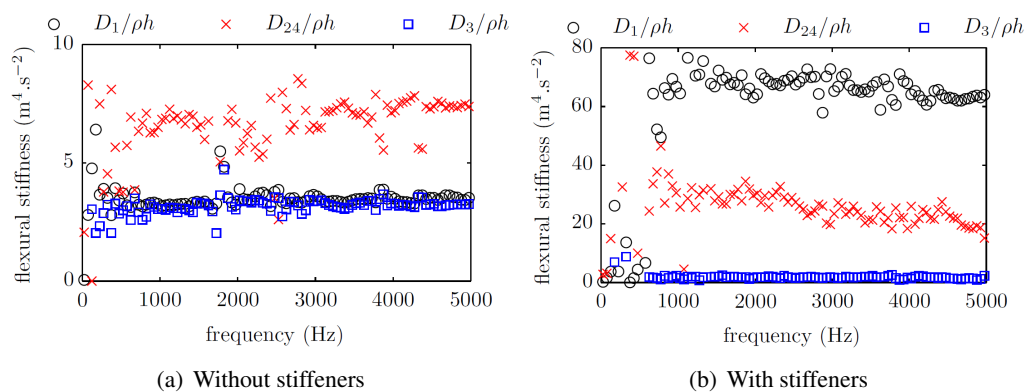 D₁/ρh D₂₄/ρh D₃/ρh
flexural stiffness (m⁴.s⁻²)
10
5
0
0 1000 2000 3000 4000 5000
frequency (Hz)
(a) Without stiffeners
D₁/ρh D₂₄/ρh D₃/ρh
flexural stiffness (m⁴.s⁻²)
80
60
40
20
0
0 1000 2000 3000 4000 5000
frequency (Hz)
(b) With stiffeners